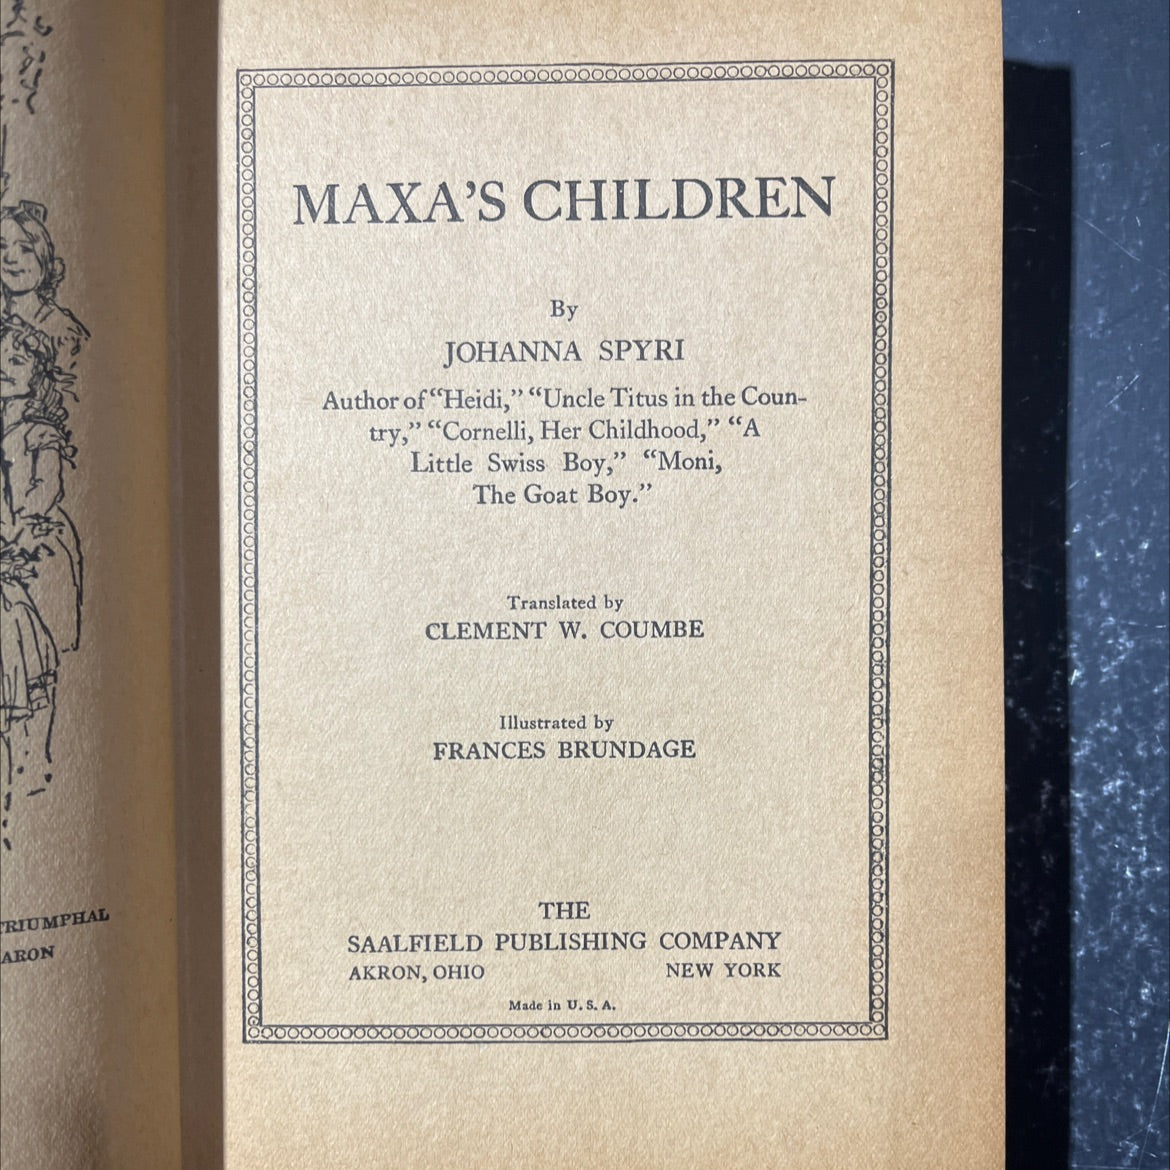 TRIUMPHAL
ARON
MAXA'S CHILDREN
By
JOHANNA SPYRI
Author of "Heidi," "Uncle Titus in the Coun-
try," "Cornelli, Her Childhood," "A
Little Swiss Boy," "Moni,
The Goat Boy."
Translated by
CLEMENT W. COUMBE
Illustrated by
FRANCES BRUNDAGE
THE
SAALFIELD PUBLISHING COMPANY
AKRON, OHIO NEW YORK
Made in U. S. A.